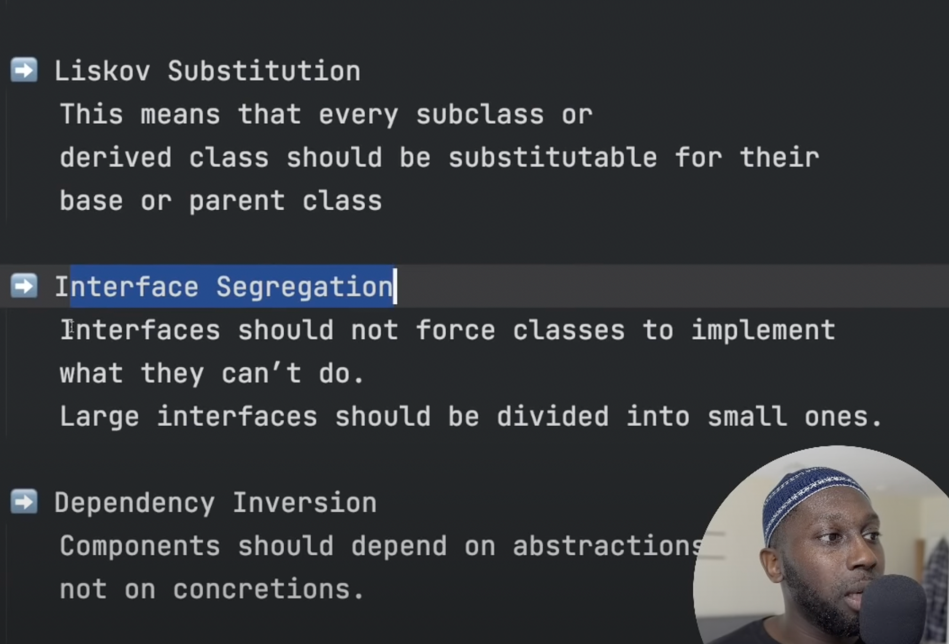 Liskov Substitution
This means that every subclass or
derived class should be substitutable for their
base or parent class
Interface Segregation
Interfaces should not force classes to implement
what they can’t do.
Large interfaces should be divided into small ones.
Dependency Inversion
Components should depend on abstractions
not on concretions.